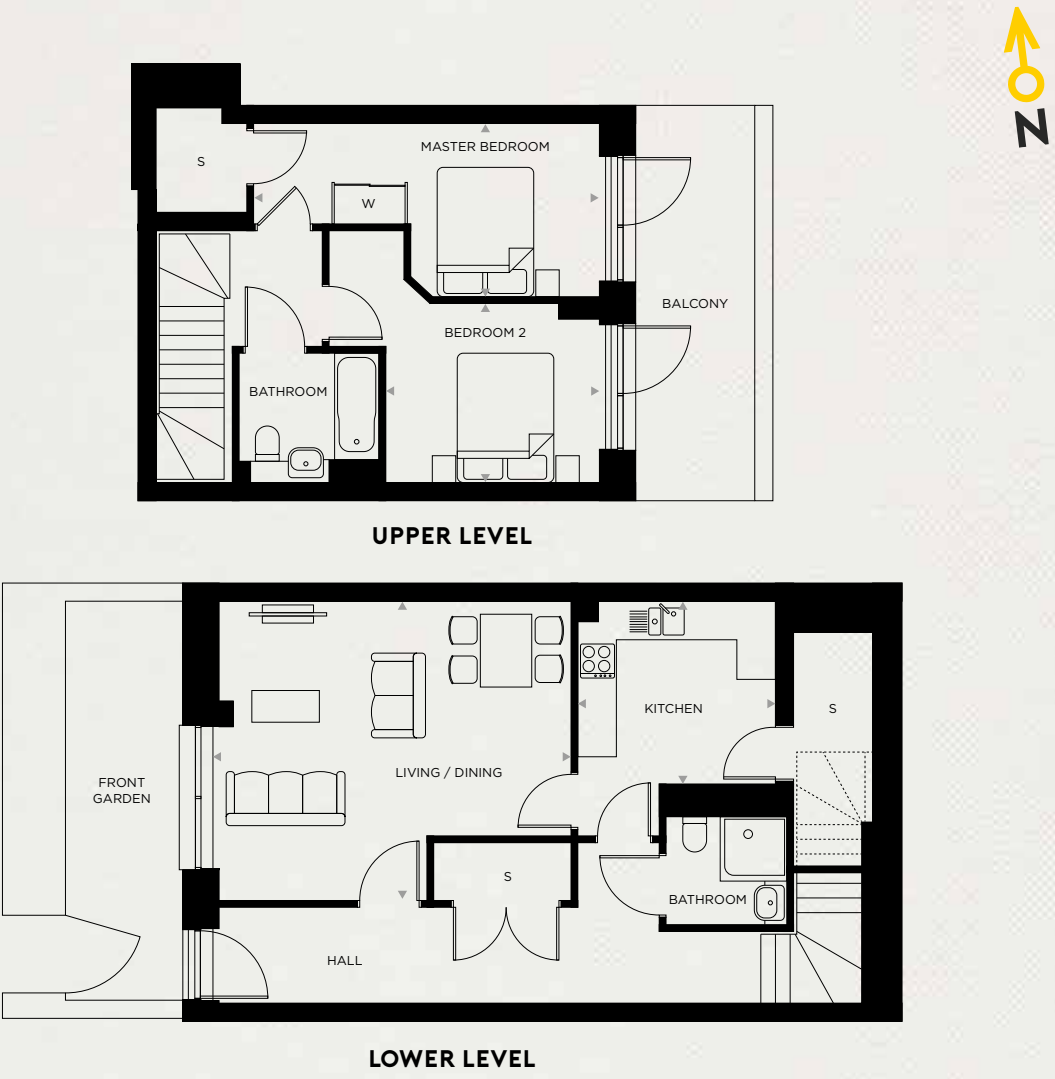 N
MASTER BEDROOM
S
W
BALCONY
BEDROOM 2
BATHROOM
UPPER LEVEL
KITCHEN
S
LIVING / DINING
FRONT
GARDEN
S
BATHROOM
HALL
LOWER LEVEL